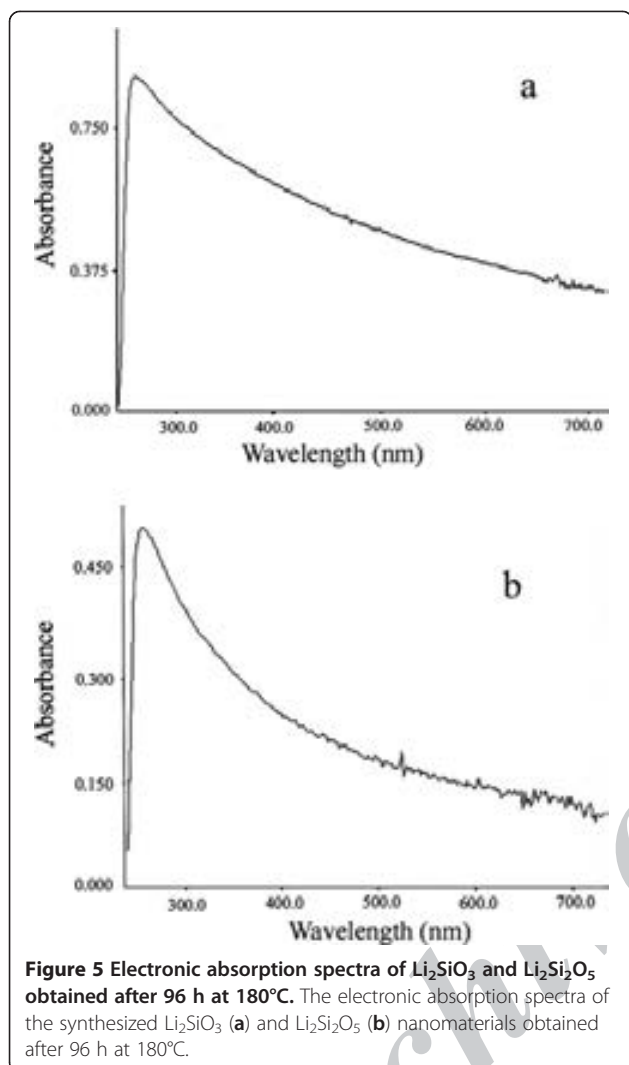 a
0.750
0.375
0.000
Absorbance
300.0 400.0 500.0 600.0 700.0
Wavelength (nm)
b
0.450
0.300
0.150
0.000
Absorbance
300.0 400.0 500.0 600.0 700.0
Wavelength (nm)
Figure 5 Electronic absorption spectra of Li₂SiO₃ and Li₂Si₂O₅
obtained after 96 h at 180°C. The electronic absorption spectra of
the synthesized Li₂SiO₃ (a) and Li₂Si₂O₅ (b) nanomaterials obtained
after 96 h at 180°C.